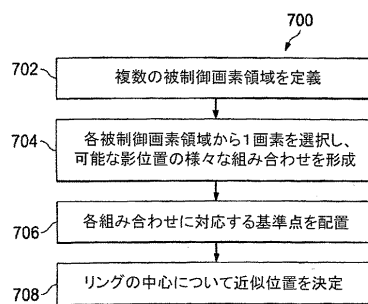 700
702
複数の被制御画素領域を定義
704
各被制御画素領域から1画素を選択し、
可能な影位置の様々な組み合わせを形成
706
各組み合わせに対応する基準点を配置
708
リングの中心について近似位置を決定